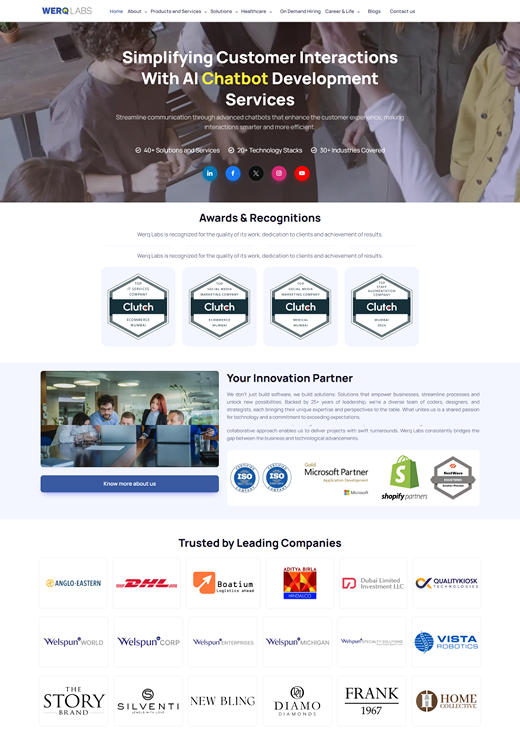 WERQ LABS
Home About Products and Services Solutions Healthcare On Demand Hiring Career & Life Blogs Contact us
Simplifying Customer Interactions
With AI Chatbot Development
Services
Streamline communication through advanced chatbots that enhance the customer experience, making
interactions smarter and more efficient.
40+ Solutions and Services 20+ Technology Stacks 30+ Industries Covered
Awards & Recognitions
Werq Labs is recognized for the quality of its work, dedication to clients and achievement of results.
Werq Labs is recognized for the quality of its work, dedication to clients and achievement of results.
TOP
IT SERVICES
COMPANY
Clutch
ECOMMERCE
MUMBAI
TOP
SOCIAL MEDIA
MARKETING COMPANY
Clutch
ECOMMERCE
MUMBAI
TOP
SOCIAL MEDIA
MARKETING COMPANY
Clutch
MEDICAL
MUMBAI
TOP
STAFF
AUGMENTATION
COMPANY
Clutch
MUMBAI
2024
Your Innovation Partner
We don't just build software, we build solutions: Solutions that empower businesses, streamline processes and
unlock new possibilities. Backed by 25+ years of leadership, we're a diverse team of coders, designers, and
strategists, each bringing their unique expertise and perspectives to the table. What unites us is a shared passion
for technology and a commitment to exceeding expectations.
collaborative approach enables us to deliver projects with swift turnarounds. Werq Labs consistently bridges the
gap between the business and technological advancements.
Know more about us
ISO
ISO
Gold
Microsoft Partner
Application Development
Microsoft
shopify partners
Trusted by Leading Companies
ANGLO-EASTERN
DHL
Boatium
Logistics ahead
ADITYA BIRLA
HINDALCO
Dubai Limited
Investment LLC
QUALITYKIOSK
TECHNOLOGIES
Welspun WORLD
Welspun CORP
Welspun ENTERPRISES
Welspun MICHIGAN
Welspun SPECIALTY SOLUTIONS
VISTA
ROBOTICS
THE
STORY
BRAND
SILVENTI
JEWELS WITH LOVE
NEW BLING
DIAMO
DIAMONDS
FRANK
1967
HOME
COLLECTIVE